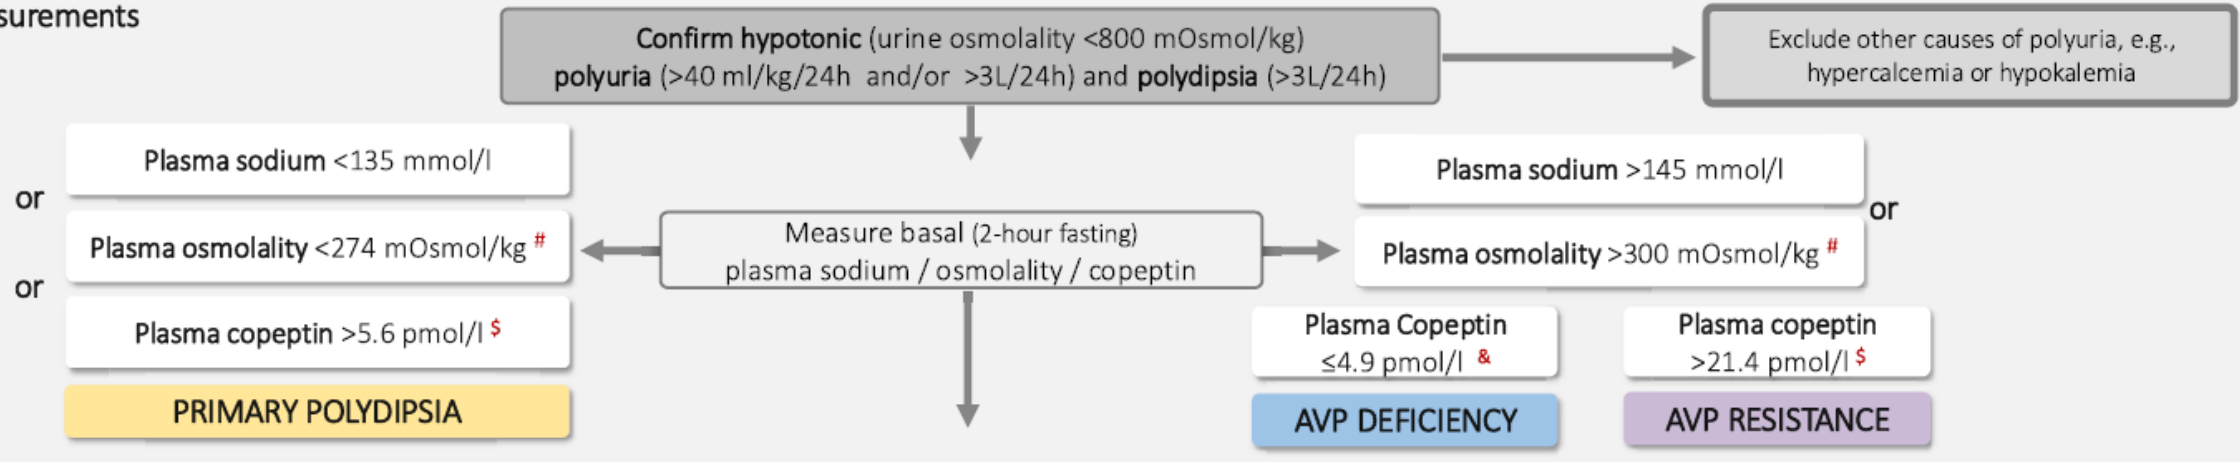 surements
Confirm hypotonic (urine osmolality <800 mOsmol/kg)
polyuria (>40 ml/kg/24h and/or >3L/24h) and polydipsia (>3L/24h)
Exclude other causes of polyuria, e.g.,
hypercalcemia or hypokalemia
Plasma sodium <135 mmol/l
or
Plasma osmolality <274 mOsmol/kg #
or
Plasma copeptin >5.6 pmol/l $
PRIMARY POLYDIPSIA
Measure basal (2-hour fasting)
plasma sodium / osmolality / copeptin
Plasma sodium >145 mmol/l
or
Plasma osmolality >300 mOsmol/kg #
Plasma Copeptin
≤4.9 pmol/l &
AVP DEFICIENCY
Plasma copeptin
>21.4 pmol/l $
AVP RESISTANCE